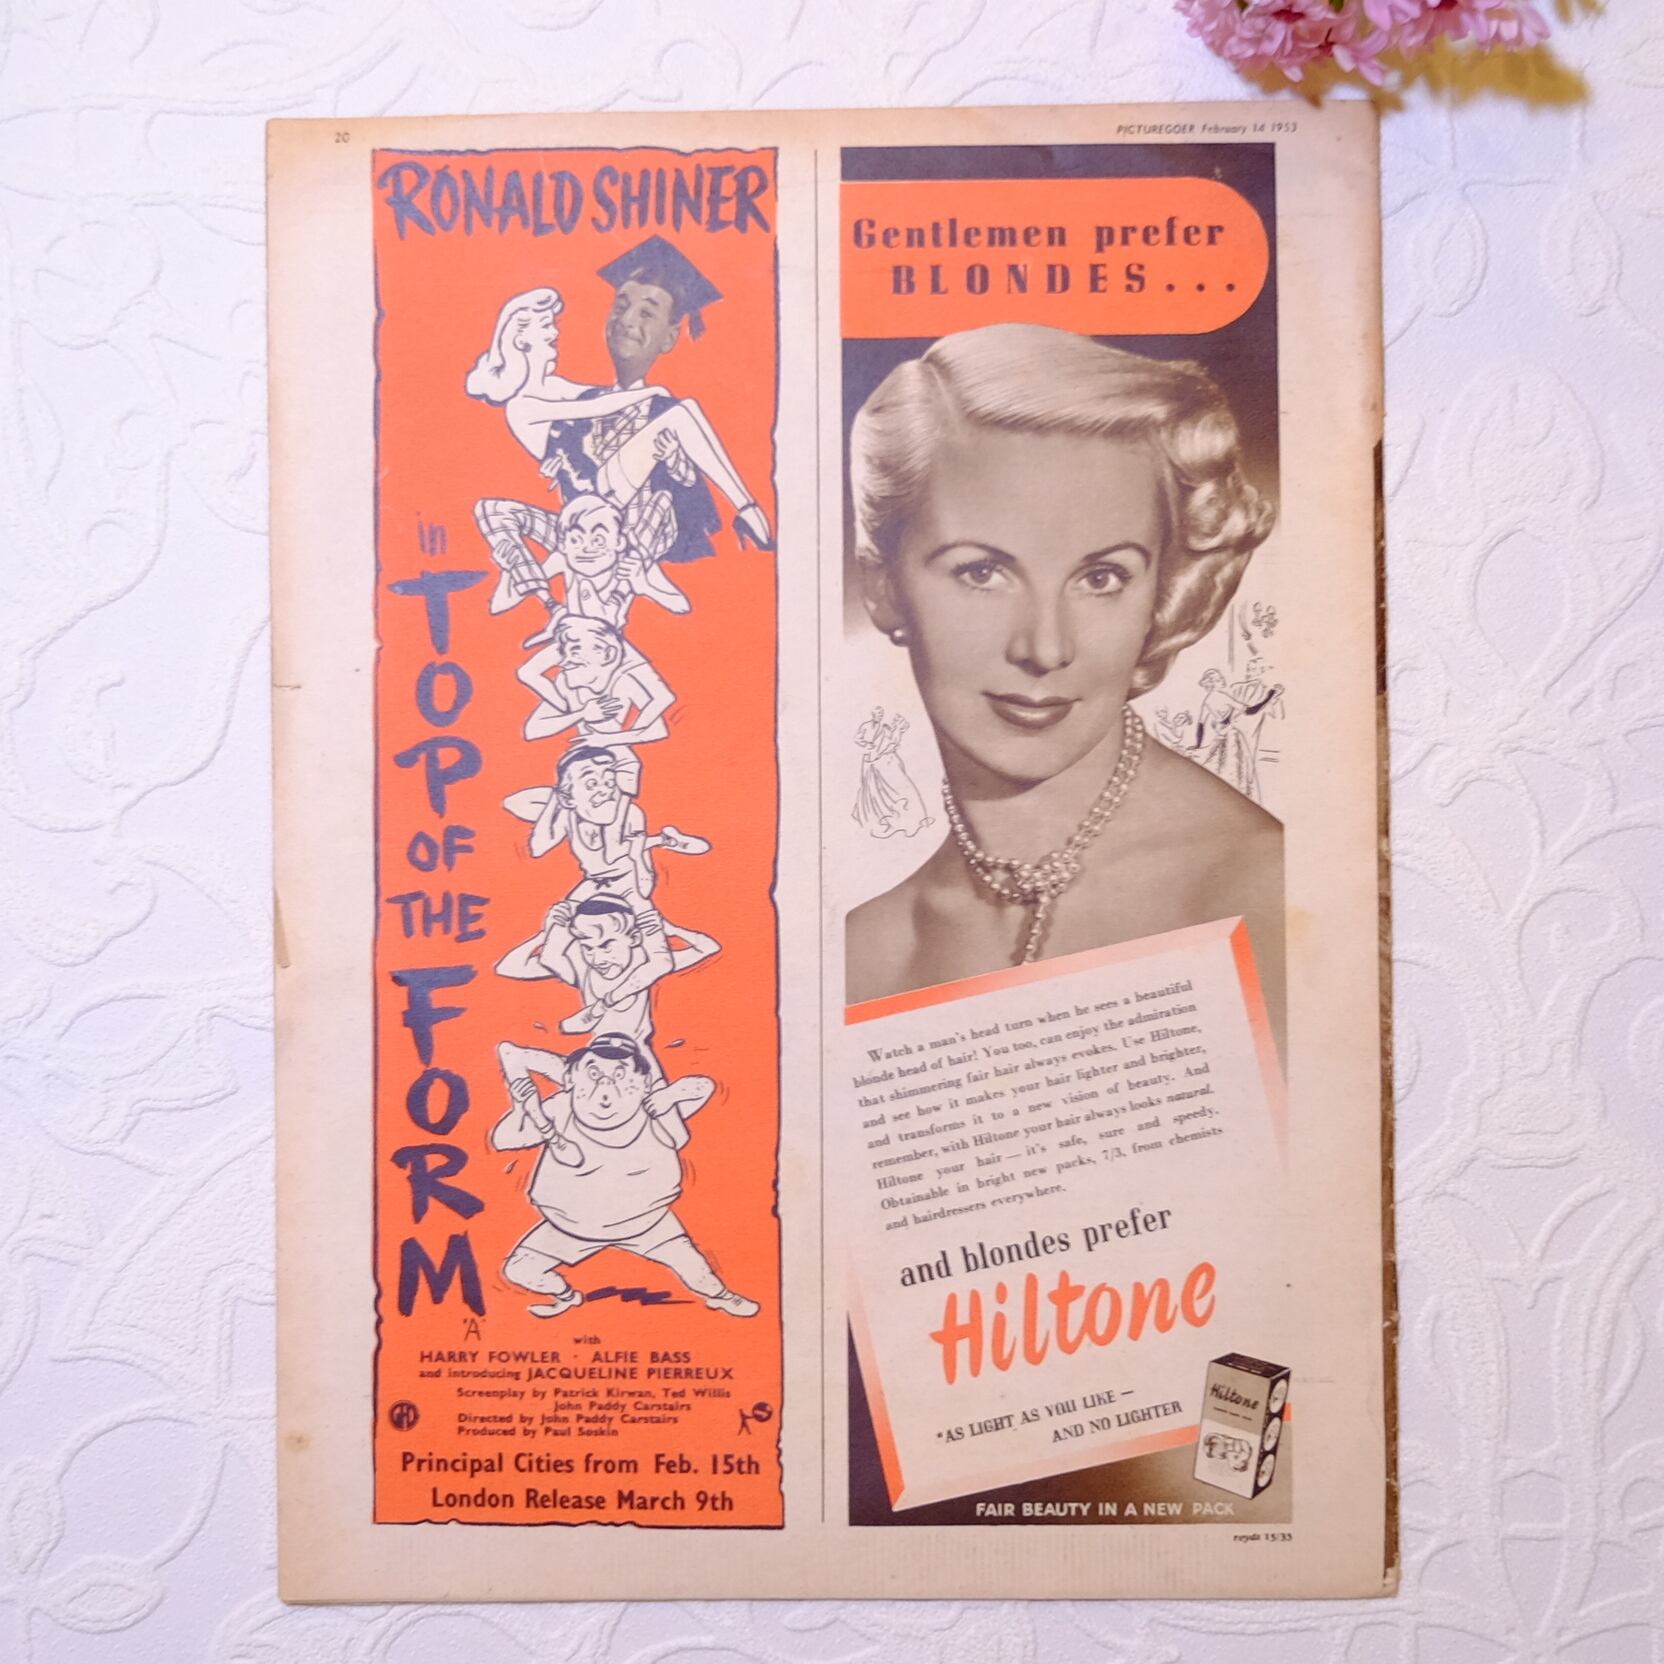 20
PICTUREGOER February 14 1953
RONALD SHINER
in
TOP
OF
THE
FORM
"A"
with
HARRY FOWLER · ALFIE BASS
and introducing JACQUELINE PIERREUX
Screenplay by Patrick Kirwan, Ted Willis
John Paddy Carstairs
Directed by John Paddy Carstairs
Produced by Paul Soskin
GFD
Principal Cities from Feb. 15th
London Release March 9th
Gentlemen prefer
BLONDES...
Watch a man's head turn when he sees a beautiful
blonde head of hair! You too, can enjoy the admiration
that shimmering fair hair always evokes. Use Hiltone,
and see how it makes your hair lighter and brighter,
and transforms it to a new vision of beauty. And
remember, with Hiltone your hair always looks natural.
Hiltone your hair — it's safe, sure and speedy.
Obtainable in bright new packs, 7/3, from chemists
and hairdressers everywhere.
and blondes prefer
Hiltone
"AS LIGHT AS YOU LIKE —
AND NO LIGHTER
Hiltone
FAIR BEAUTY IN A NEW PACK
royds 15/33